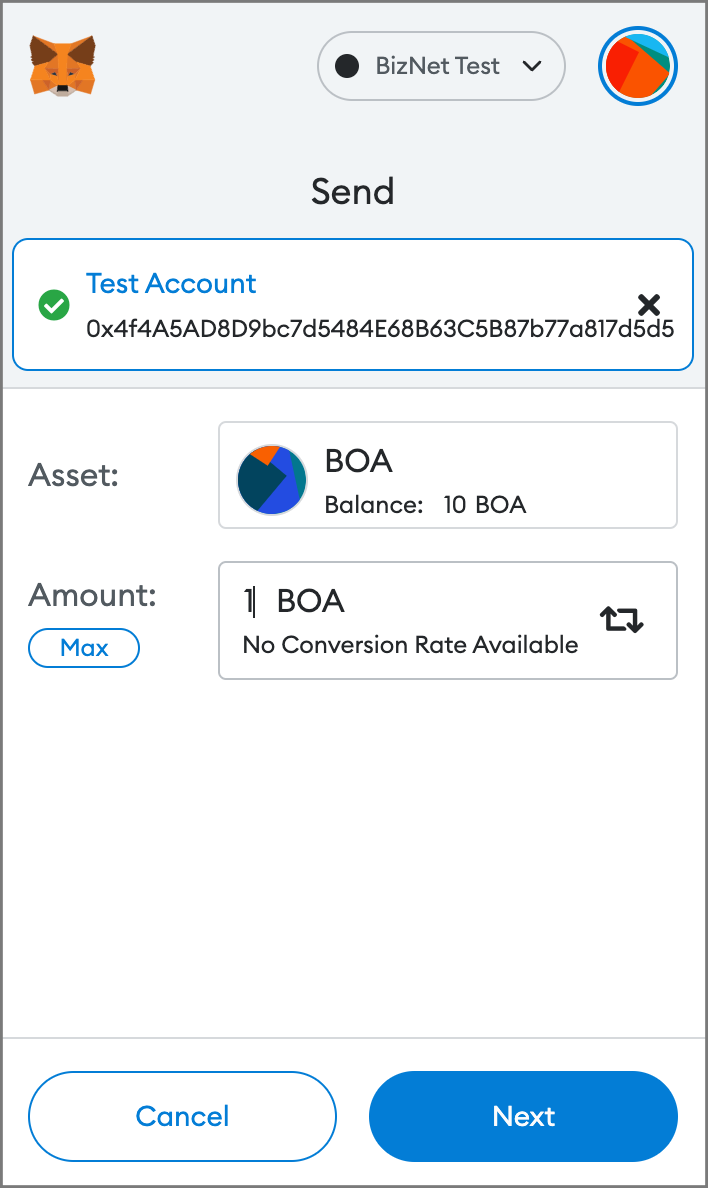 BizNet Test
Send
Test Account
0x4f4A5AD8D9bc7d5484E68B63C5B87b77a817d5d5
Asset:
BOA
Balance: 10 BOA
Amount:
1 BOA
Max
No Conversion Rate Available
Cancel
Next